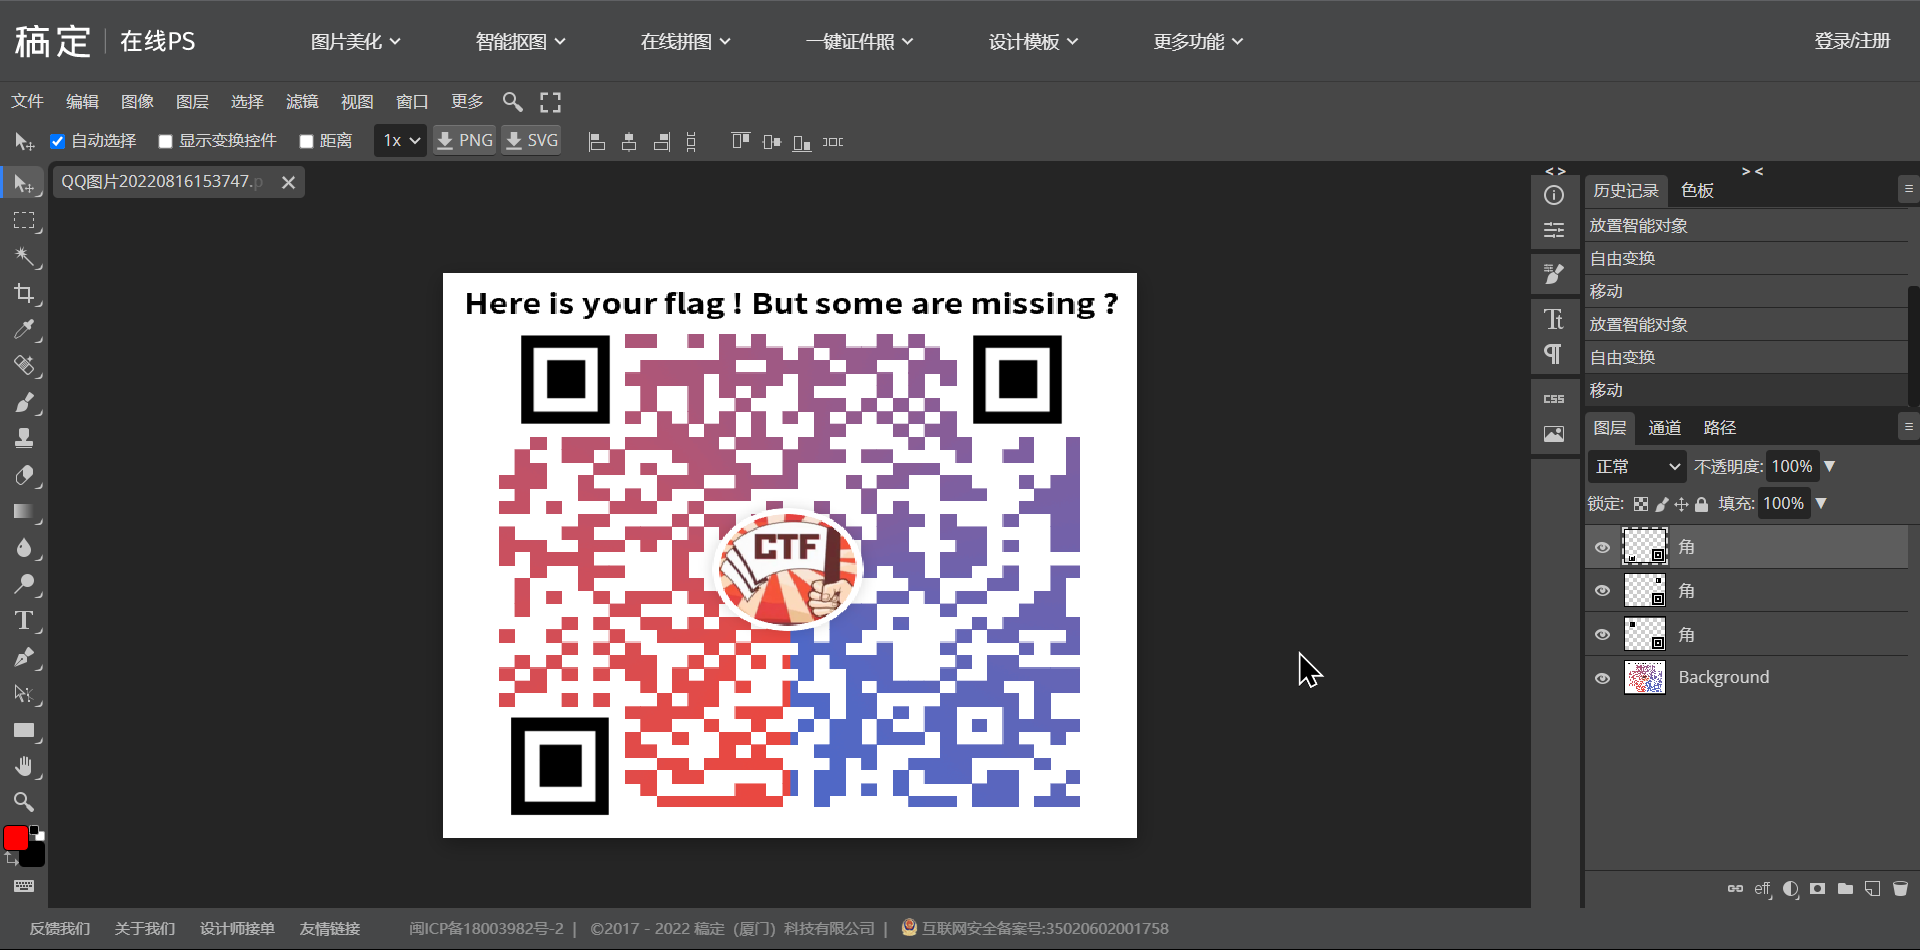 稿定 在线PS 图片美化 智能抠图 在线拼图 一键证件照 设计模板 更多功能 登录/注册
文件 编辑 图像 图层 选择 滤镜 视图 窗口 更多
自动选择 显示变换控件 距离 1x PNG SVG
QQ图片20220816153747.p
历史记录 色板
放置智能对象
自由变换
移动
放置智能对象
自由变换
移动
Here is your flag ! But some are missing ?
CTF
CSS
图层 通道 路径
正常 不透明度: 100%
锁定: 填充: 100%
角
角
角
Background
eff
反馈我们 关于我们 设计师接单 友情链接 闽ICP备18003982号-2 | ©2017 - 2022 稿定（厦门）科技有限公司 | 互联网安全备案号:35020602001758